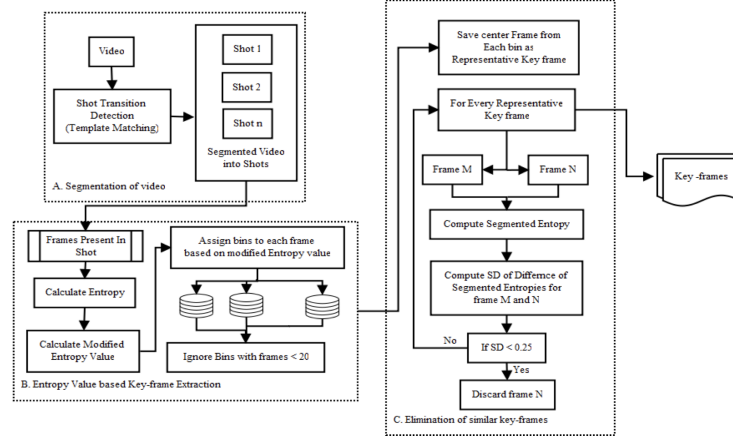 Video
Shot Transition
Detection
(Template Matching)
Shot 1
Shot 2
Shot n
Segmented Video
into Shots
A. Segmentation of video
Frames Present In
Shot
Calculate Entropy
Calculate Modified
Entropy Value
Assign bins to each frame
based on modified Entropy value
Ignore Bins with frames < 20
B. Entropy Value based Key-frame Extraction
Save center Frame from
Each bin as
Representative Key frame
For Every Representative
Key frame
Frame M
Frame N
Compute Segmented Entopy
Compute SD of Diffrence of
Segmented Entropies for
frame M and N
No
If SD < 0.25
Yes
Discard frame N
C. Elimination of similar key-frames
Key -frames